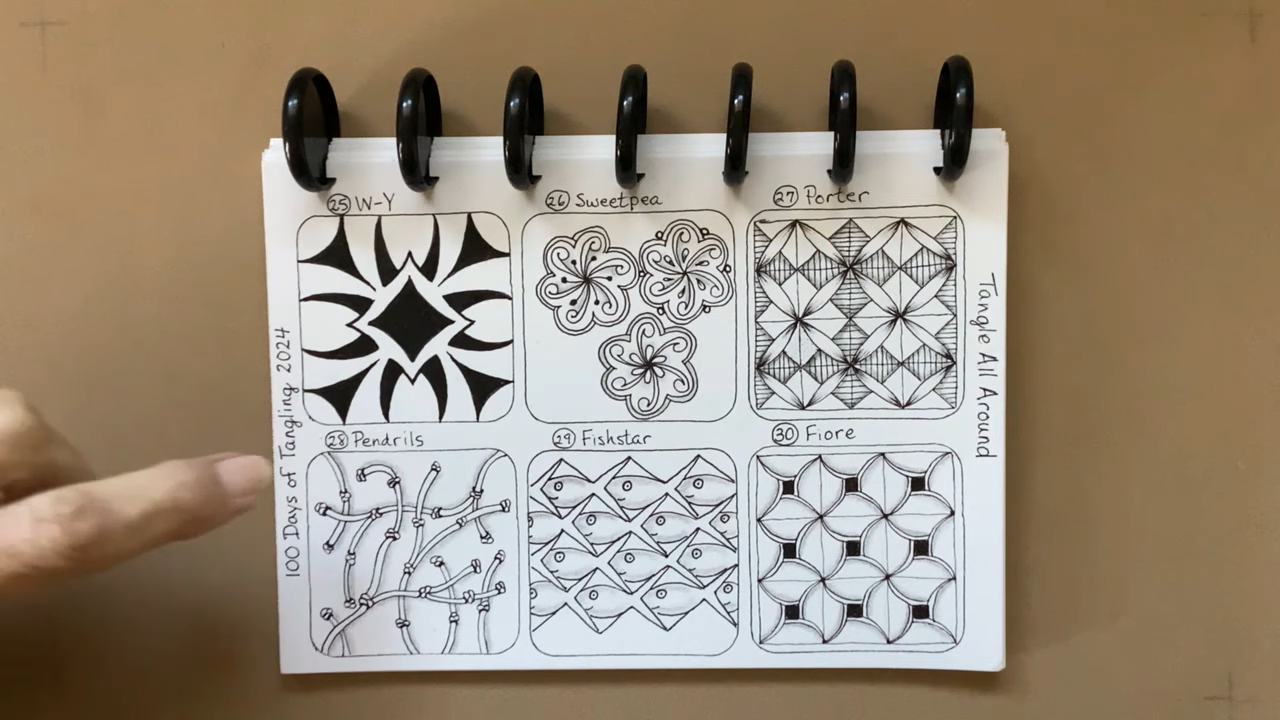 25 W-Y
26 Sweetpea
27 Porter
28 Pendrils
29 Fishstar
30 Fiore
100 Days of Tangling 2024
Tangle All Around